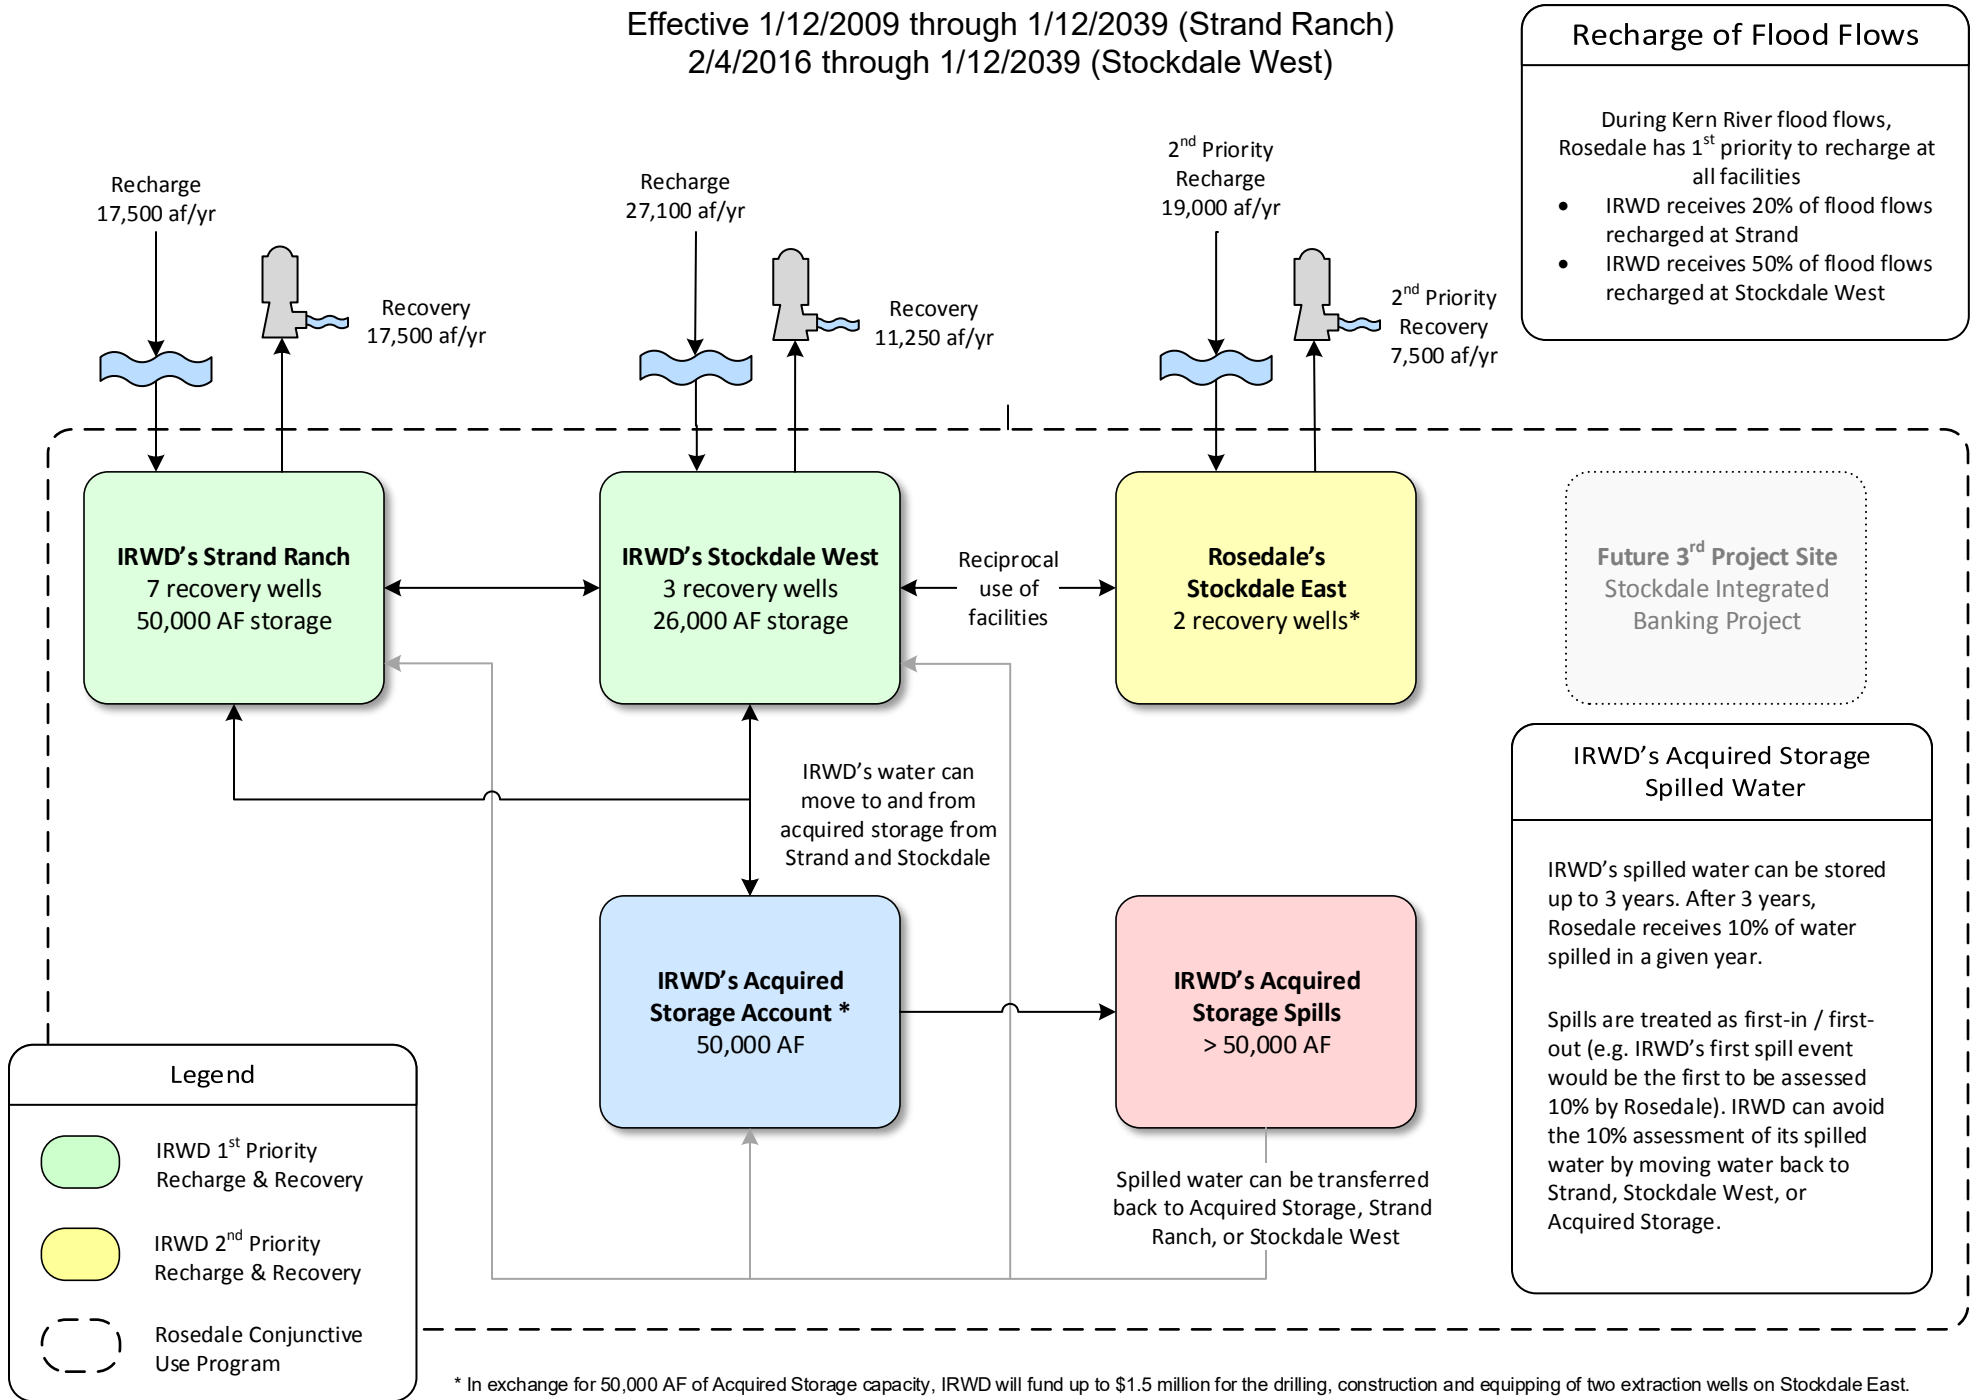 Effective 1/12/2009 through 1/12/2039 (Strand Ranch)
2/4/2016 through 1/12/2039 (Stockdale West)
Recharge of Flood Flows
During Kern River flood flows,
Rosedale has 1st priority to recharge at
all facilities
• IRWD receives 20% of flood flows
recharged at Strand
• IRWD receives 50% of flood flows
recharged at Stockdale West
Recharge
17,500 af/yr
Recovery
17,500 af/yr
Recharge
27,100 af/yr
Recovery
11,250 af/yr
2nd Priority
Recharge
19,000 af/yr
2nd Priority
Recovery
7,500 af/yr
IRWD’s Strand Ranch
7 recovery wells
50,000 AF storage
IRWD’s Stockdale West
3 recovery wells
26,000 AF storage
Reciprocal
use of
facilities
Rosedale’s
Stockdale East
2 recovery wells*
Future 3rd Project Site
Stockdale Integrated
Banking Project
IRWD’s water can
move to and from
acquired storage from
Strand and Stockdale
IRWD’s Acquired
Storage Account *
50,000 AF
IRWD’s Acquired
Storage Spills
> 50,000 AF
Spilled water can be transferred
back to Acquired Storage, Strand
Ranch, or Stockdale West
IRWD’s Acquired Storage
Spilled Water
IRWD’s spilled water can be stored
up to 3 years. After 3 years,
Rosedale receives 10% of water
spilled in a given year.
Spills are treated as first-in / first-
out (e.g. IRWD’s first spill event
would be the first to be assessed
10% by Rosedale). IRWD can avoid
the 10% assessment of its spilled
water by moving water back to
Strand, Stockdale West, or
Acquired Storage.
Legend
IRWD 1st Priority
Recharge & Recovery
IRWD 2nd Priority
Recharge & Recovery
Rosedale Conjunctive
Use Program
* In exchange for 50,000 AF of Acquired Storage capacity, IRWD will fund up to $1.5 million for the drilling, construction and equipping of two extraction wells on Stockdale East.